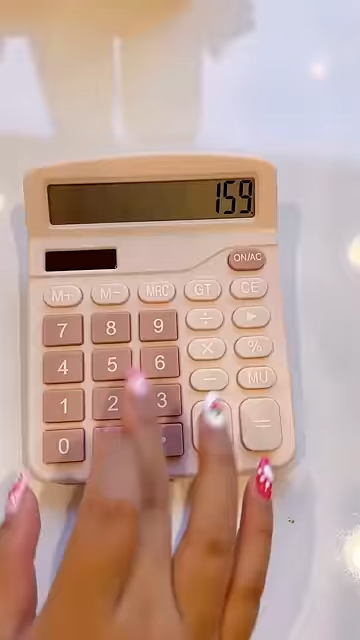 159.
ON/AC
M+ M- MRC GT CE
7 8 9 ÷ ▶
4 5 6 × %
1 2 3 − MU
0 =